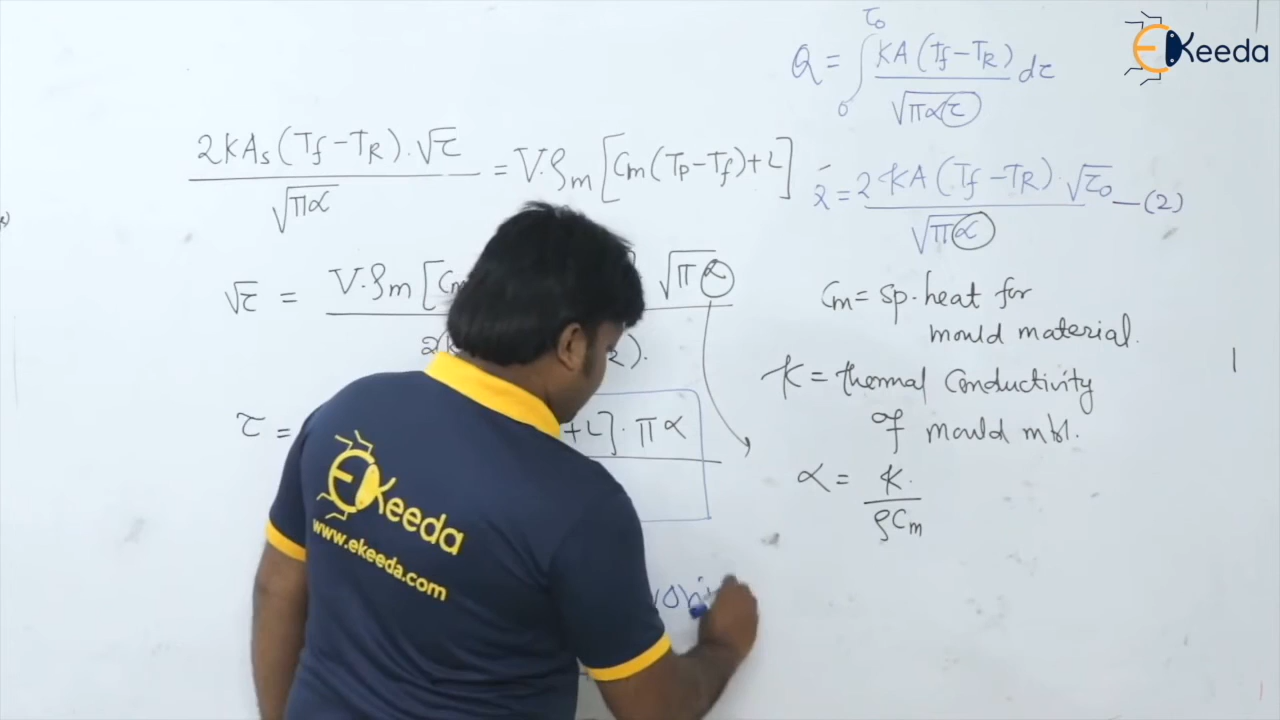 EKeeda
Q = ∫₀^τ₀ KA(Tf−TR) / √πατ dτ
2KAs(Tf−TR).√τ / √πα = V.ρm[Cm(Tp−Tf)+L]
Q = 2KA(Tf−TR).√τ₀ / √πα —(2)
√τ = V.ρm[Cm √πα
2(k ).
τ = +L].πα
Cm = sp.heat for
mould material.
K = thermal Conductivity
of mould mtl.
α = K. / ρCm
EKeeda
www.ekeeda.com